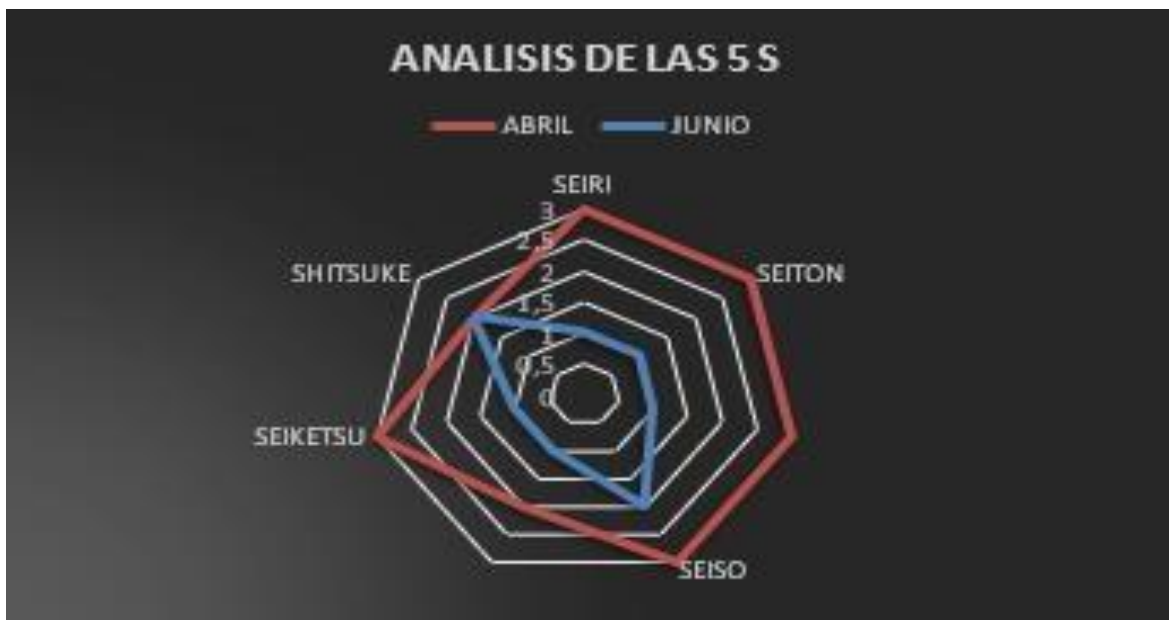 ANALISIS DE LAS 5 S
ABRIL JUNIO
SEIRI
3
2,5
SHITSUKE 2 SEITON
1,5
1
0,5
0
SEIKETSU
SEISO